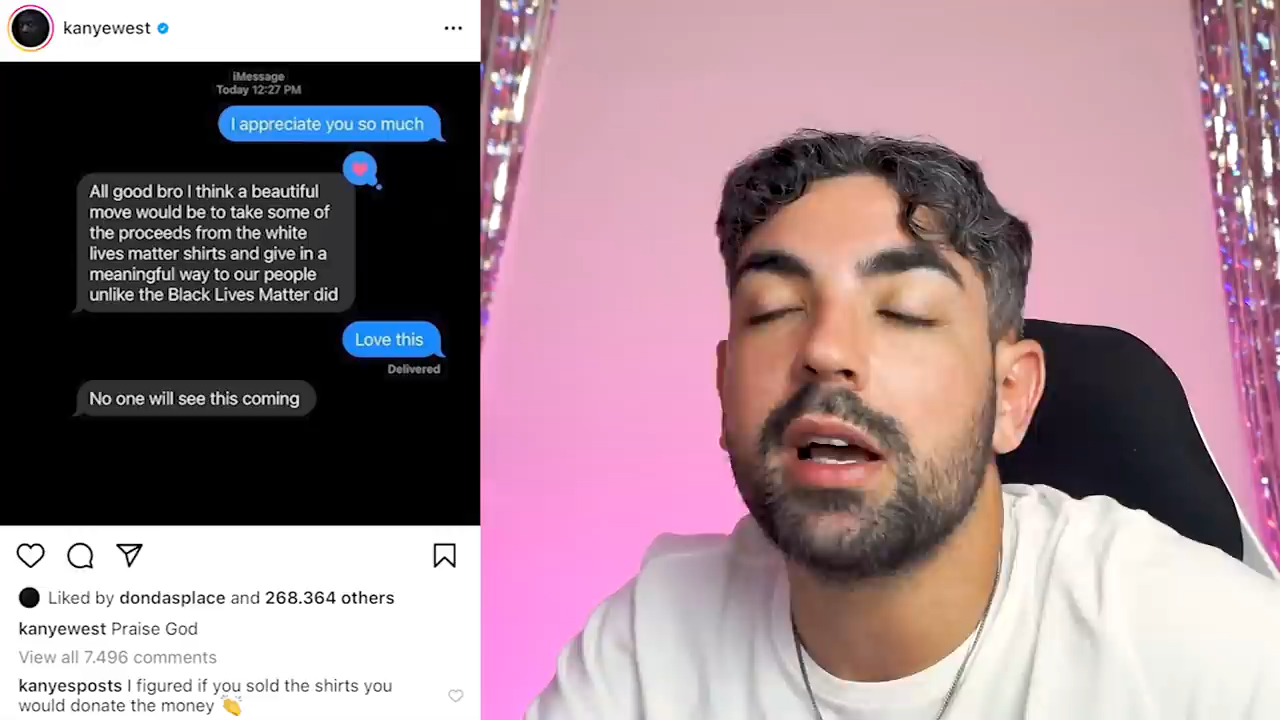 kanyewest
iMessage
Today 12:27 PM
I appreciate you so much
All good bro I think a beautiful
move would be to take some of
the proceeds from the white
lives matter shirts and give in a
meaningful way to our people
unlike the Black Lives Matter did
Love this
Delivered
No one will see this coming
Liked by dondasplace and 268.364 others
kanyewest Praise God
View all 7.496 comments
kanyesposts I figured if you sold the shirts you
would donate the money 👏